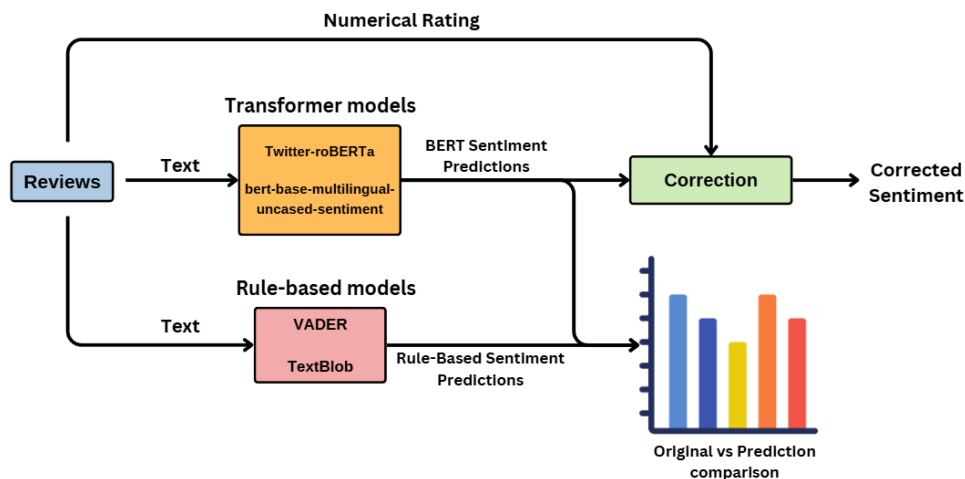 Numerical Rating
Transformer models
Twitter-roBERTa
bert-base-multilingual-
uncased-sentiment
Text
BERT Sentiment
Predictions
Reviews
Correction
Corrected
Sentiment
Rule-based models
VADER
TextBlob
Text
Rule-Based Sentiment
Predictions
Original vs Prediction
comparison